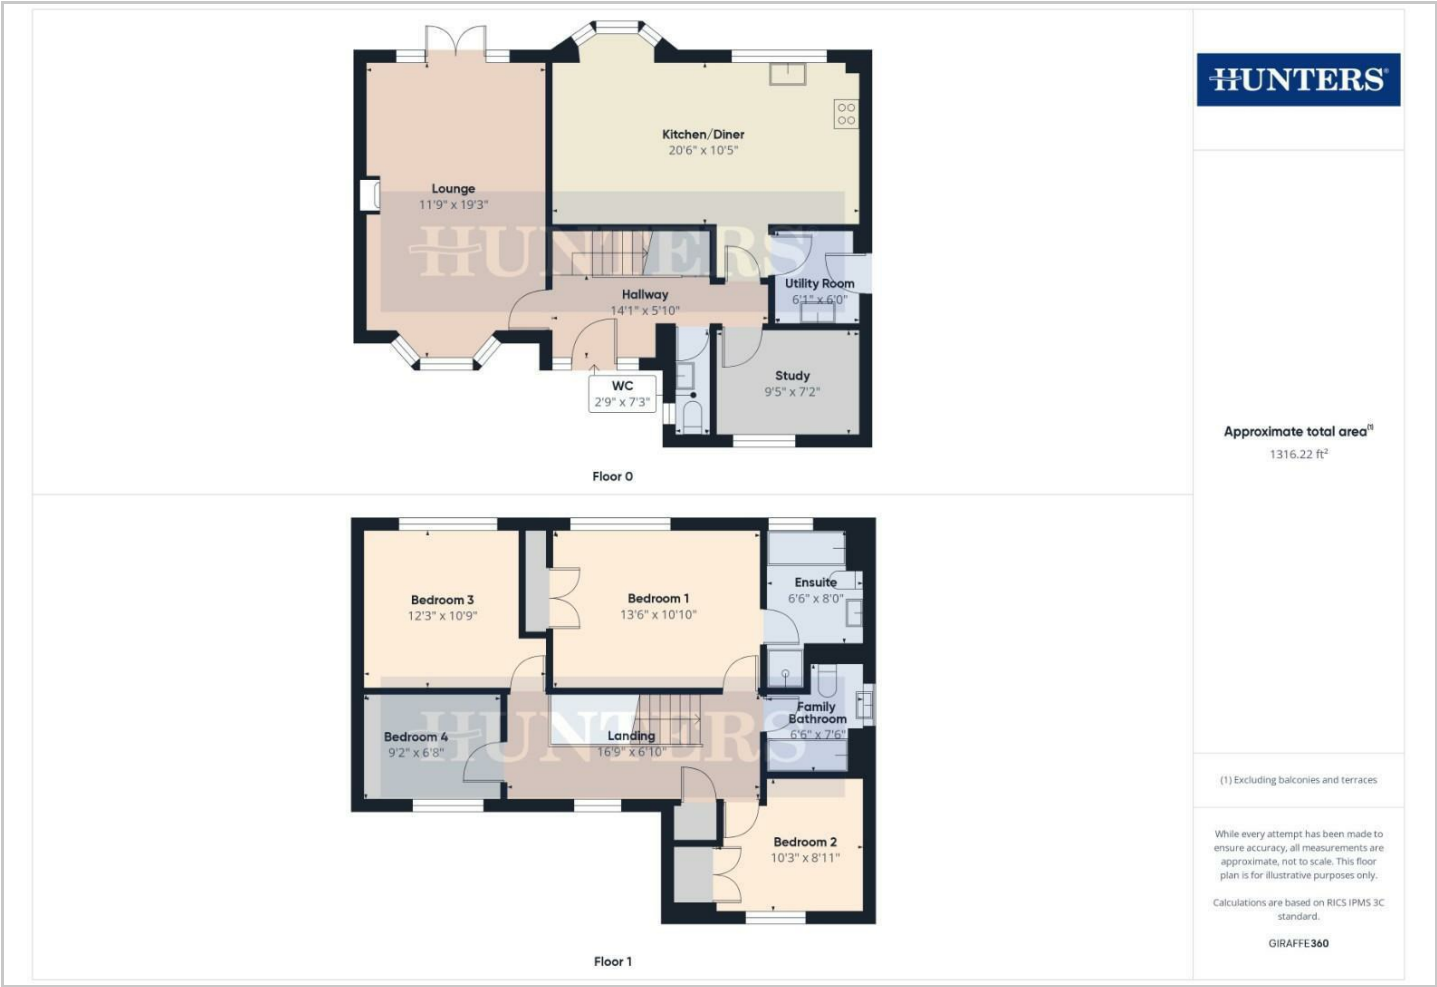 HUNTERS®
Kitchen/Diner
20'6" x 10'5"
Lounge
11'9" x 19'3"
HUNTERS
Utility Room
6'1" x 6'0"
Hallway
14'1" x 5'10"
Study
9'5" x 7'2"
WC
2'9" x 7'3"
Floor 0
Approximate total area(1)
1316.22 ft²
Ensuite
6'6" x 8'0"
Bedroom 3
12'3" x 10'9"
Bedroom 1
13'6" x 10'10"
Family
Bathroom
6'6" x 7'6"
HUNTERS
Bedroom 4
9'2" x 6'8"
Landing
16'9" x 6'10"
Bedroom 2
10'3" x 8'11"
Floor 1
(1) Excluding balconies and terraces
While every attempt has been made to
ensure accuracy, all measurements are
approximate, not to scale. This floor
plan is for illustrative purposes only.
Calculations are based on RICS IPMS 3C
standard.
GIRAFFE360